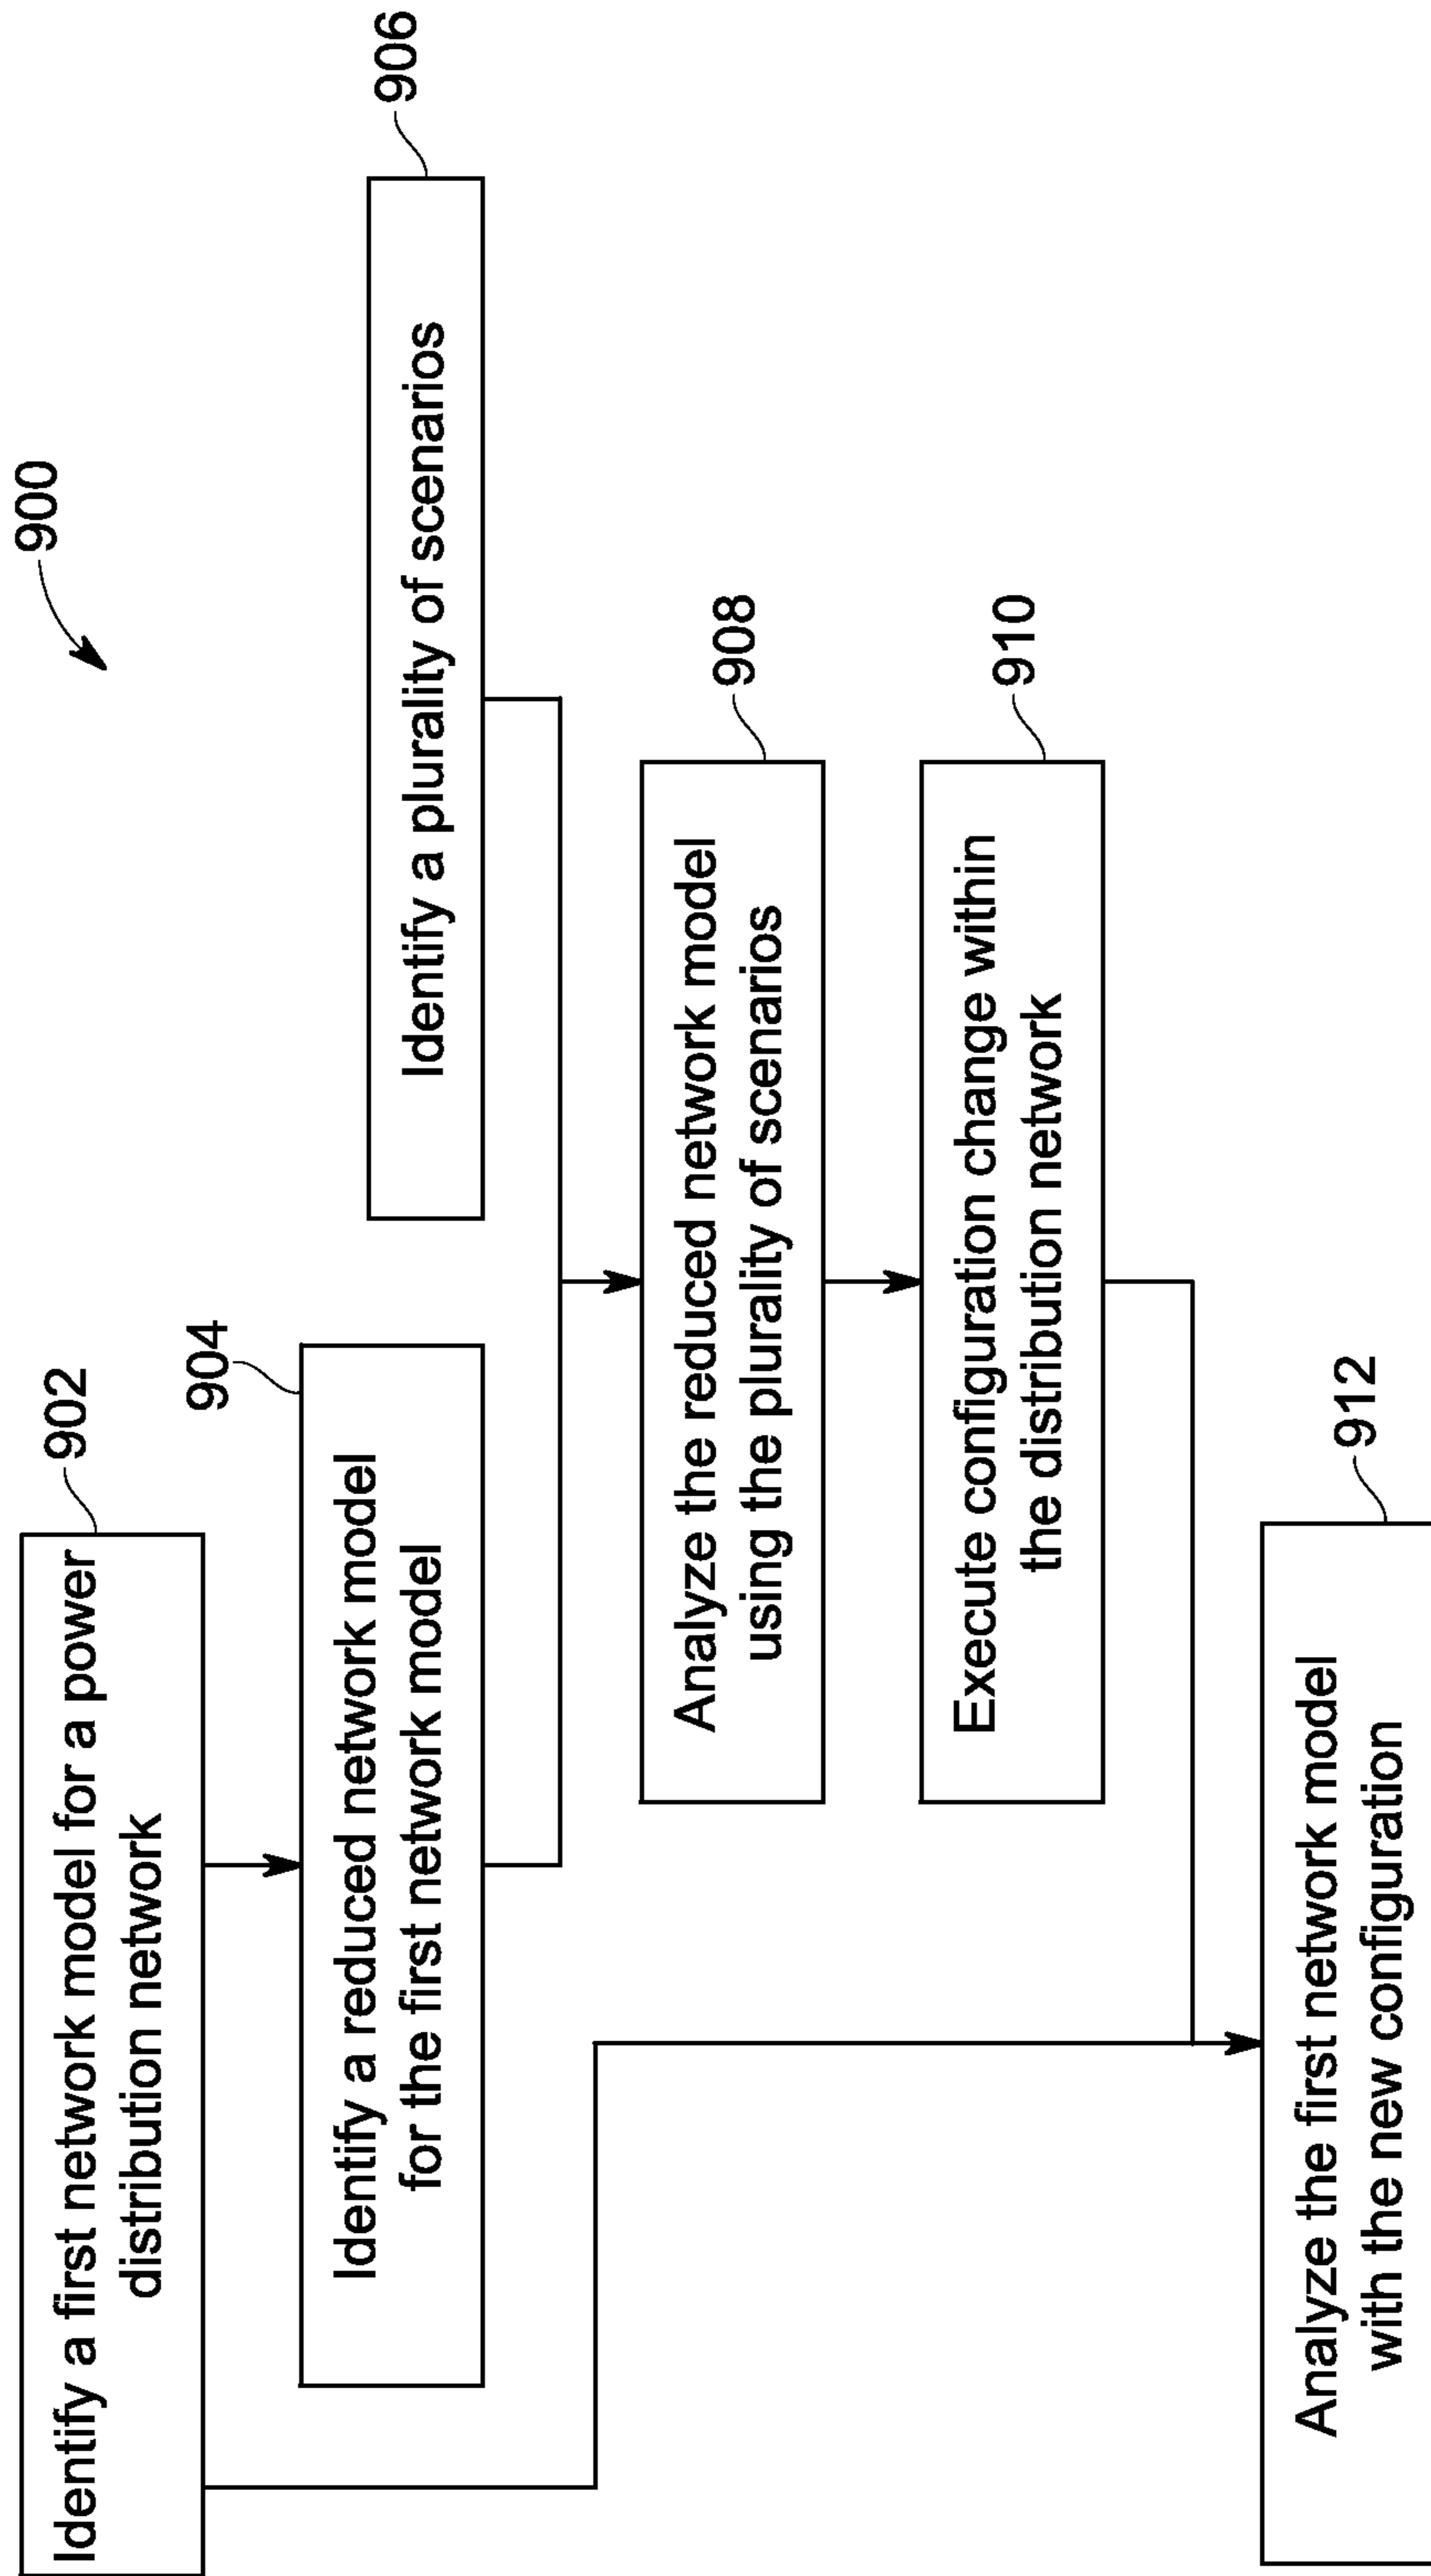 900
902
Identify a first network model for a power
distribution network
904
Identify a reduced network model
for the first network model
906
Identify a plurality of scenarios
908
Analyze the reduced network model
using the plurality of scenarios
910
Execute configuration change within
the distribution network
912
Analyze the first network model
with the new configuration